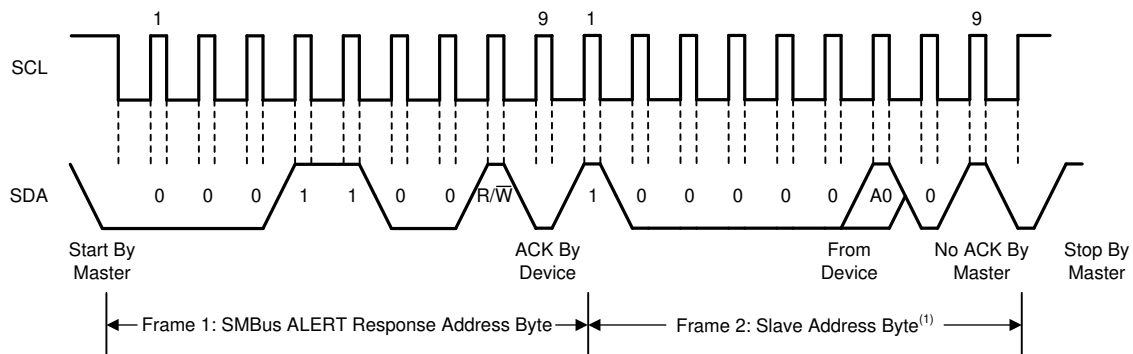 1 9 1 9
SCL
SDA
0 0 0 1 1 0 0 R/W̅ 1 0 0 0 0 0 A0 0
Start By
Master
ACK By
Device
From
Device
No ACK By
Master
Stop By
Master
Frame 1: SMBus ALERT Response Address Byte
Frame 2: Slave Address Byte(1)